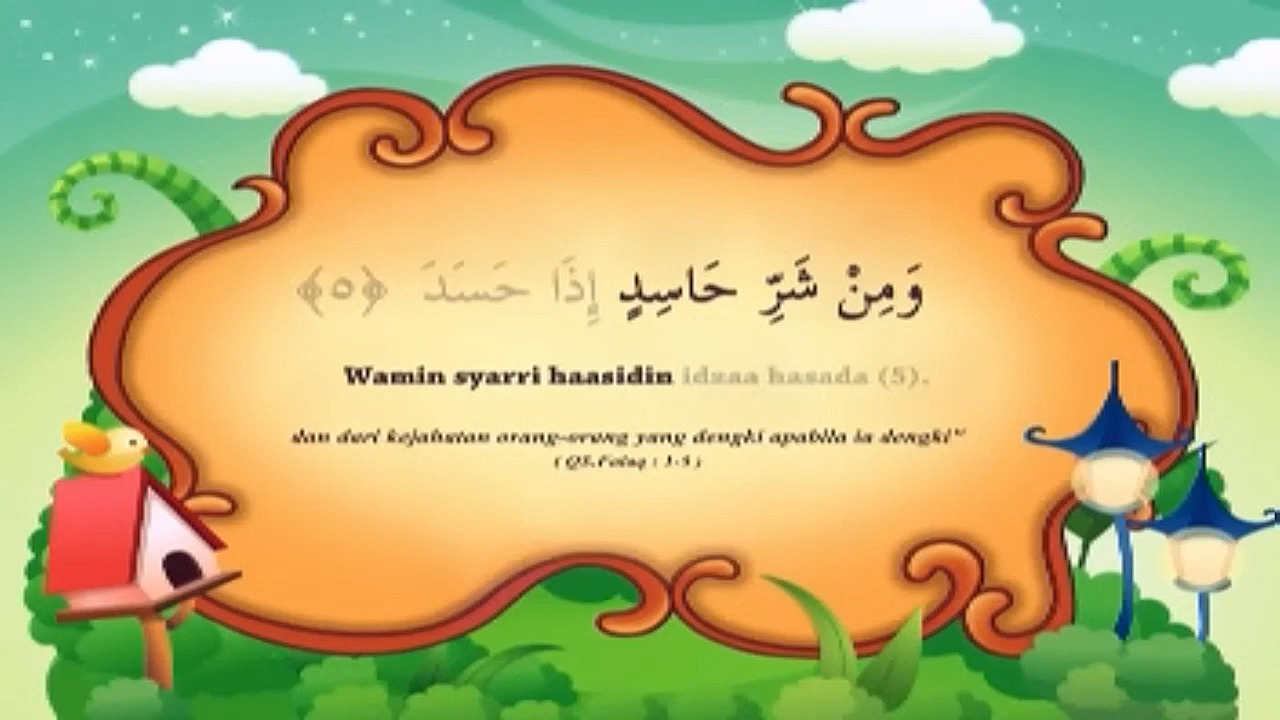 وَمِنْ شَرِّ حَاسِدٍ إِذَا حَسَدَ ﴿٥﴾
Wamin syarri haasidin idzaa hasada (5).
dan dari kejahatan orang-orang yang dengki apabila ia dengki"
( QS.Falaq : 1-5 )